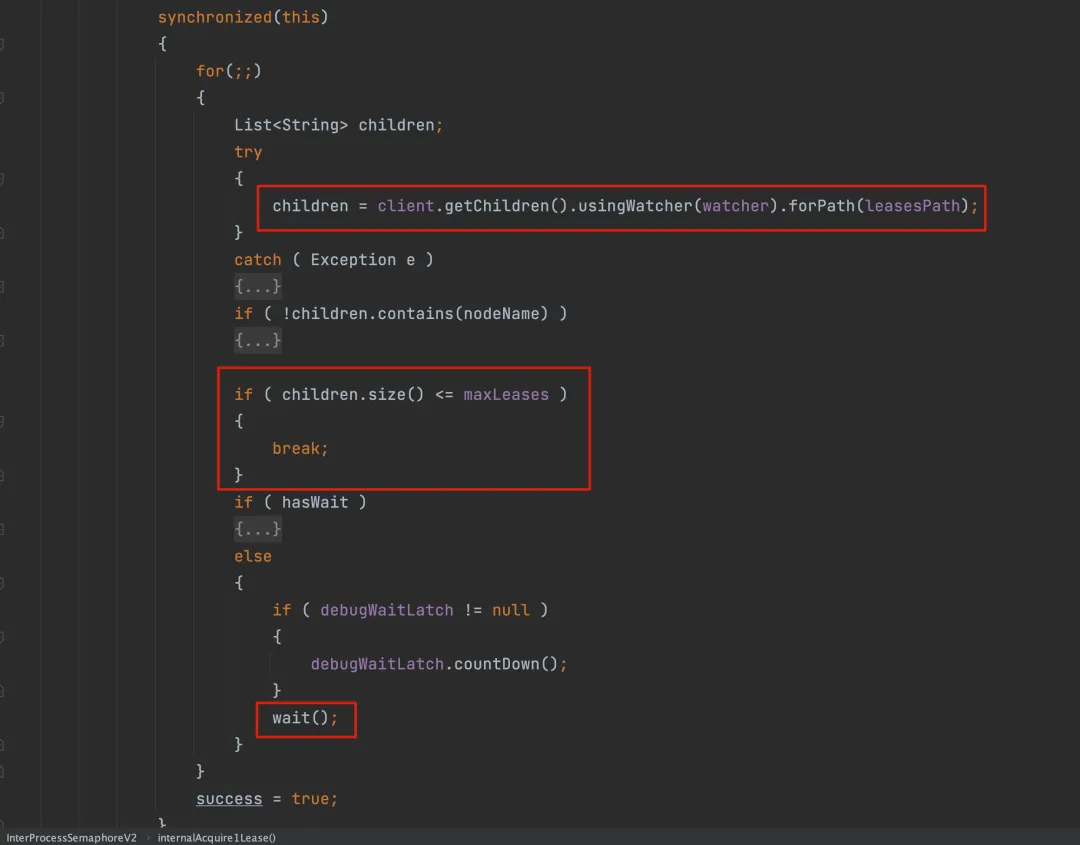 synchronized(this)
{
for(;;)
{
List<String> children;
try
{
children = client.getChildren().usingWatcher(watcher).forPath(leasesPath);
}
catch ( Exception e )
{...}
if ( !children.contains(nodeName) )
{...}
if ( children.size() <= maxLeases )
{
break;
}
if ( hasWait )
{...}
else
{
if ( debugWaitLatch != null )
{
debugWaitLatch.countDown();
}
wait();
}
}
success = true;
}
InterProcessSemaphoreV2 › internalAcquire1Lease()